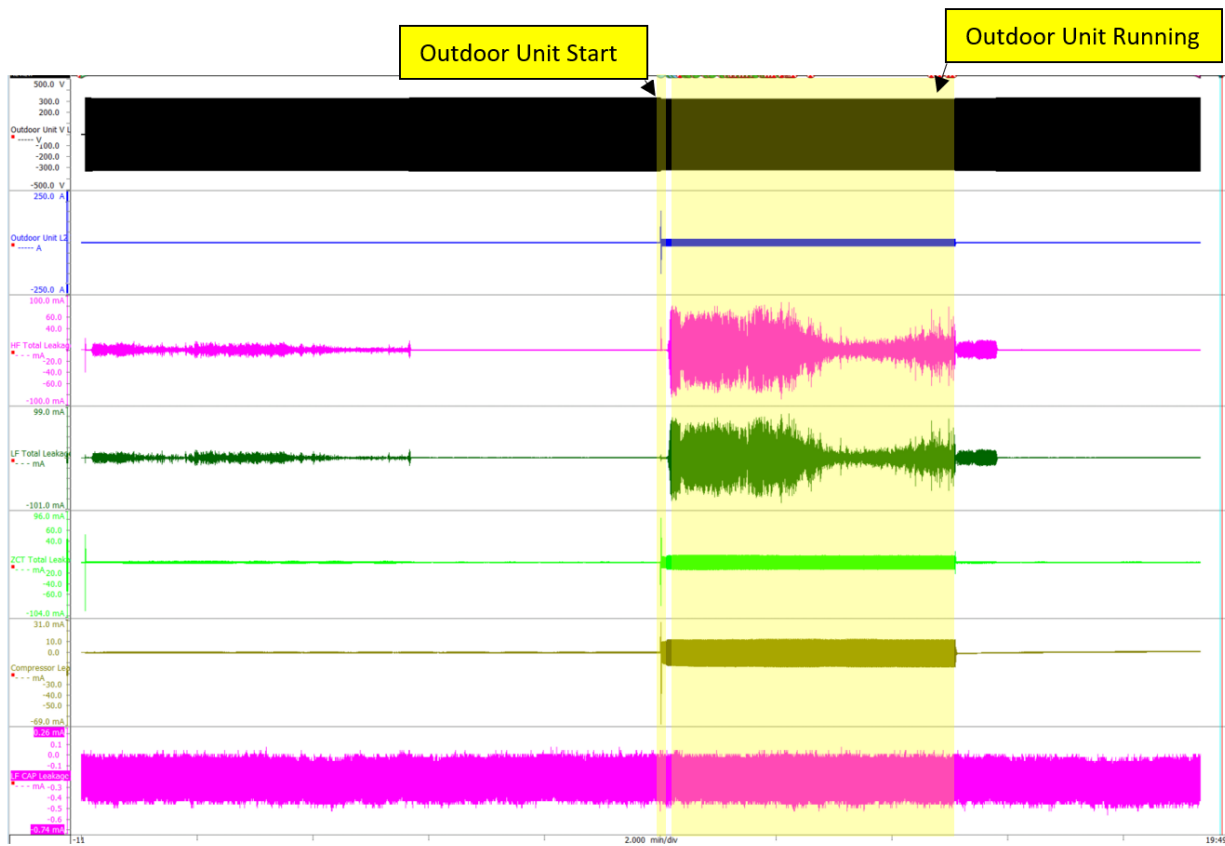 Outdoor Unit Start
Outdoor Unit Running
500.0 V
300.0
200.0
Outdoor Unit V L
----- V
-100.0
-200.0
-300.0
-500.0 V
250.0 A
Outdoor Unit L2
----- A
-250.0 A
100.0 mA
60.0
40.0
HF Total Leakag
- - - mA
-20.0
-40.0
-60.0
-100.0 mA
99.0 mA
LF Total Leakag
- - - mA
-101.0 mA
96.0 mA
60.0
40.0
ZCT Total Leak
- - - mA
-20.0
-40.0
-60.0
-104.0 mA
31.0 mA
10.0
0.0
Compressor Le
- - - mA
-30.0
-40.0
-50.0
-69.0 mA
0.26 mA
0.1
0.0
-0.1
LF CAP Leakage
- - - mA
-0.3
-0.4
-0.5
-0.6
-0.74 mA
-11
2.000 min/div
19:49